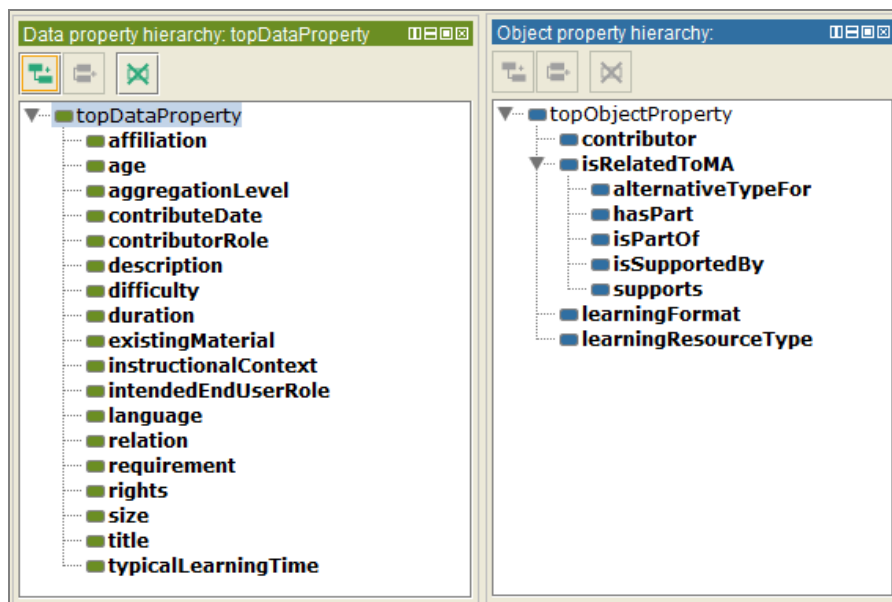 Data property hierarchy: topDataProperty
topDataProperty
affiliation
age
aggregationLevel
contributeDate
contributorRole
description
difficulty
duration
existingMaterial
instructionalContext
intendedEndUserRole
language
relation
requirement
rights
size
title
typicalLearningTime
Object property hierarchy:
topObjectProperty
contributor
isRelatedToMA
alternativeTypeFor
hasPart
isPartOf
isSupportedBy
supports
learningFormat
learningResourceType